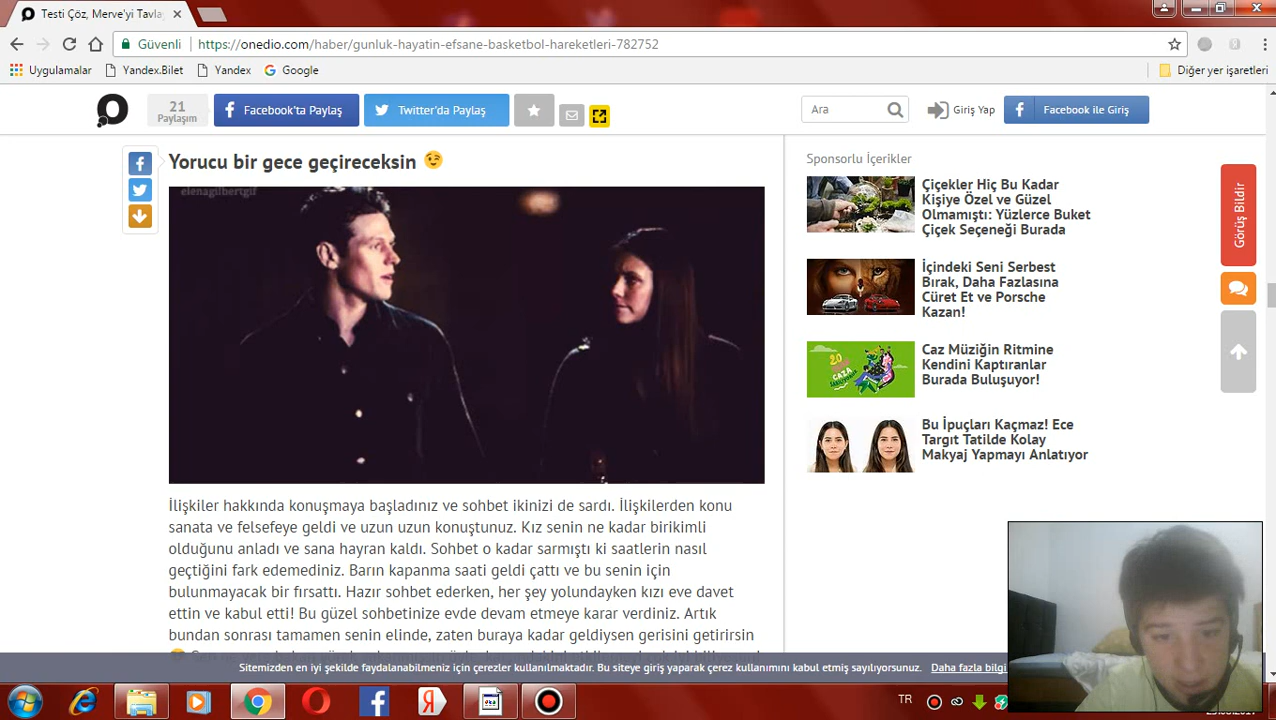 Testi Çöz, Merve'yi Tavla
Güvenli
https://onedio.com/haber/gunluk-hayatin-efsane-basketbol-hareketleri-782752
Uygulamalar
Yandex.Bilet
Yandex
Google
Diğer yer işaretleri
21
Paylaşım
Facebook'ta Paylaş
Twitter'da Paylaş
Ara
Giriş Yap
Facebook ile Giriş
Yorucu bir gece geçireceksin 😉
elenagilbertgif
İlişkiler hakkında konuşmaya başladınız ve sohbet ikinizi de sardı. İlişkilerden konu
sanata ve felsefeye geldi ve uzun uzun konuştunuz. Kız senin ne kadar birikimli
olduğunu anladı ve sana hayran kaldı. Sohbet o kadar sarmıştı ki saatlerin nasıl
geçtiğini fark edemediniz. Barın kapanma saati geldi çattı ve bu senin için
bulunmayacak bir fırsattı. Hazır sohbet ederken, her şey yolundayken kızı eve davet
ettin ve kabul etti! Bu güzel sohbetinize evde devam etmeye karar verdiniz. Artık
bundan sonrası tamamen senin elinde, zaten buraya kadar geldiysen gerisini getirirsin
Sponsorlu İçerikler
Çiçekler Hiç Bu Kadar
Kişiye Özel ve Güzel
Olmamıştı: Yüzlerce Buket
Çiçek Seçeneği Burada
İçindeki Seni Serbest
Bırak, Daha Fazlasına
Cüret Et ve Porsche
Kazan!
Caz Müziğin Ritmine
Kendini Kaptıranlar
Burada Buluşuyor!
Bu İpuçları Kaçmaz! Ece
Targıt Tatilde Kolay
Makyaj Yapmayı Anlatıyor
Görüş Bildir
Sitemizden en iyi şekilde faydalanabilmeniz için çerezler kullanılmaktadır. Bu siteye giriş yaparak çerez kullanımını kabul etmiş sayılıyorsunuz. Daha fazla bilgi
TR